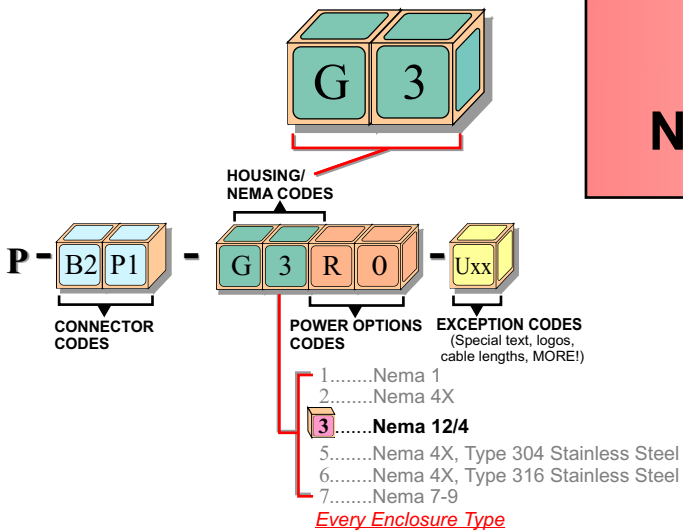 G 3
N
HOUSING/
NEMA CODES
P - B2 P1 - G 3 R 0 - Uxx
CONNECTOR
CODES
POWER OPTIONS
CODES
EXCEPTION CODES
(Special text, logos,
cable lengths, MORE!)
1........Nema 1
2........Nema 4X
3.......Nema 12/4
5........Nema 4X, Type 304 Stainless Steel
6........Nema 4X, Type 316 Stainless Steel
7........Nema 7-9
Every Enclosure Type